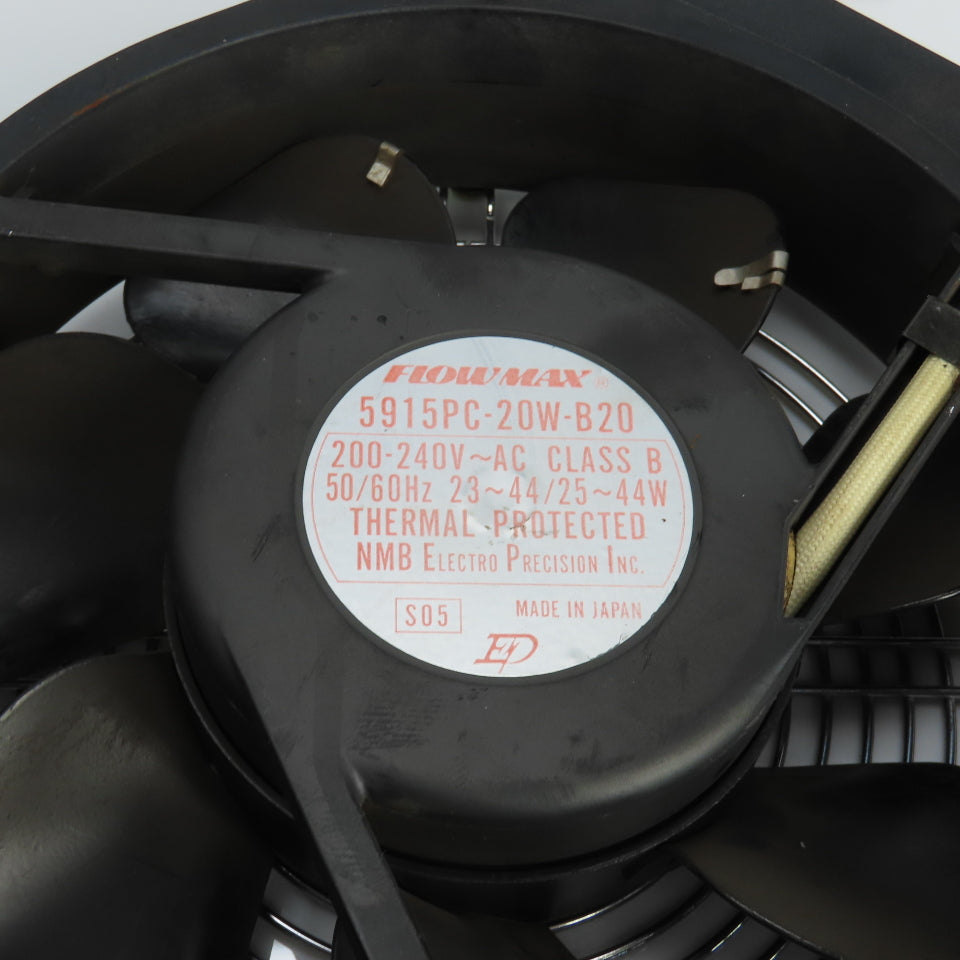 FLOWMAX ®
5915PC-20W-B20
200-240V~AC CLASS B
50/60Hz 23~44/25~44W
THERMAL PROTECTED
NMB ELECTRO PRECISION INC.
S05 MADE IN JAPAN